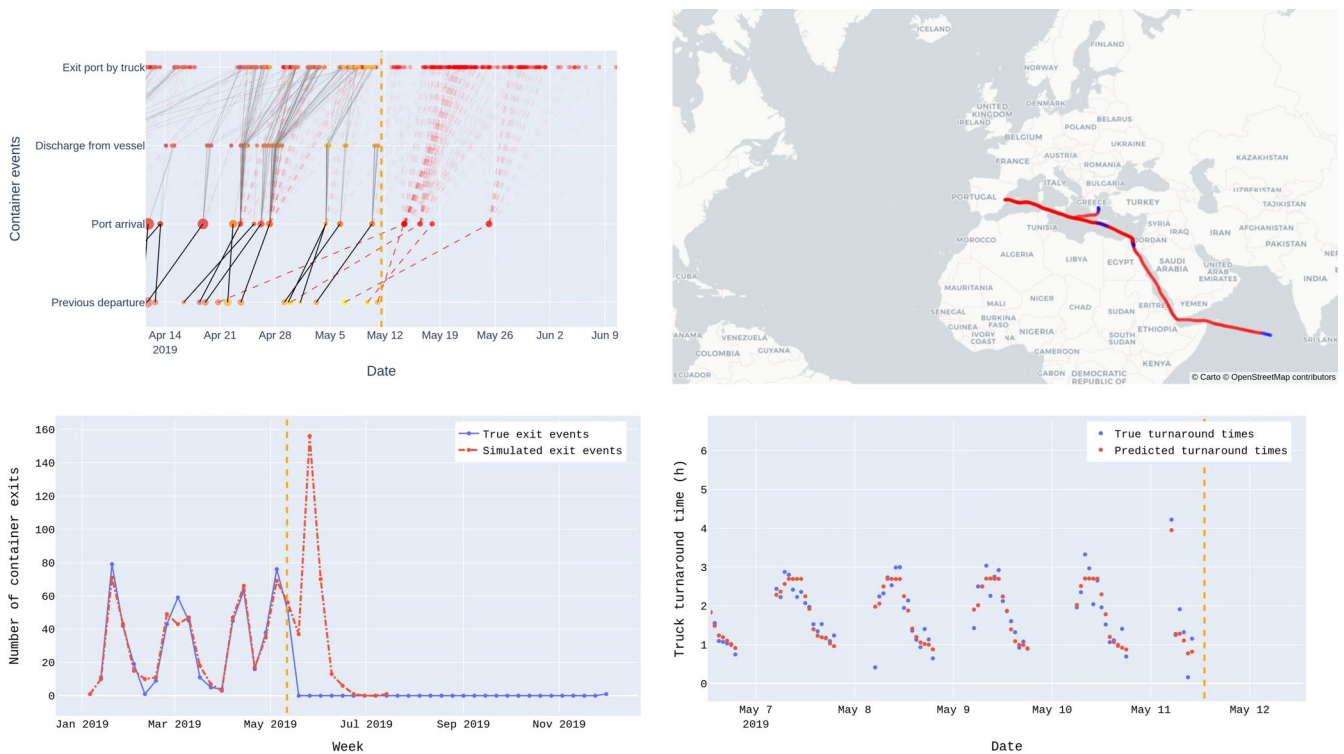 Exit port by truck
Discharge from vessel
Port arrival
Previous departure
Container events
Apr 14
2019
Apr 21
Apr 28
May 5
May 12
May 19
May 26
Jun 2
Jun 9
Date
ICELAND
FINLAND
NORWAY
UNITED
KINGDOM
DENMARK
IRELAND
BELARUS
POLAND
BELGIUM
UKRAINE
FRANCE
AUSTRIA
ROMANIA
KAZAKHSTAN
ITALY
BULGARIA
PORTUGAL
GREECE
TURKEY
TUNISIA
SYRIA
IRAQ
IRAN
AFGHANISTAN
MOROCCO
JORDAN
PAKISTAN
ALGERIA
LIBYA
EGYPT
SAUDI
ARABIA
UNITED
ARAB
EMIRATES
CUBA
INDIA
MAURITANIA
MALI
NIGER
CHAD
SUDAN
ERITREA
YEMEN
SENEGAL
GUINEA
BURKINA
FASO
NIGERIA
IVORY
COAST
SOUTH
SUDAN
ETHIOPIA
SRI LANKA
VENEZUELA
COLOMBIA
GUYANA
CAMEROON
KENYA
ECUADOR
GABON
DEMOCRATIC
REPUBLIC OF
© Carto © OpenStreetMap contributors
160
140
120
100
80
60
40
20
0
Number of container exits
True exit events
Simulated exit events
Jan 2019
Mar 2019
May 2019
Jul 2019
Sep 2019
Nov 2019
Week
6
5
4
3
2
1
0
Truck turnaround time (h)
True turnaround times
Predicted turnaround times
May 7
2019
May 8
May 9
May 10
May 11
May 12
Date